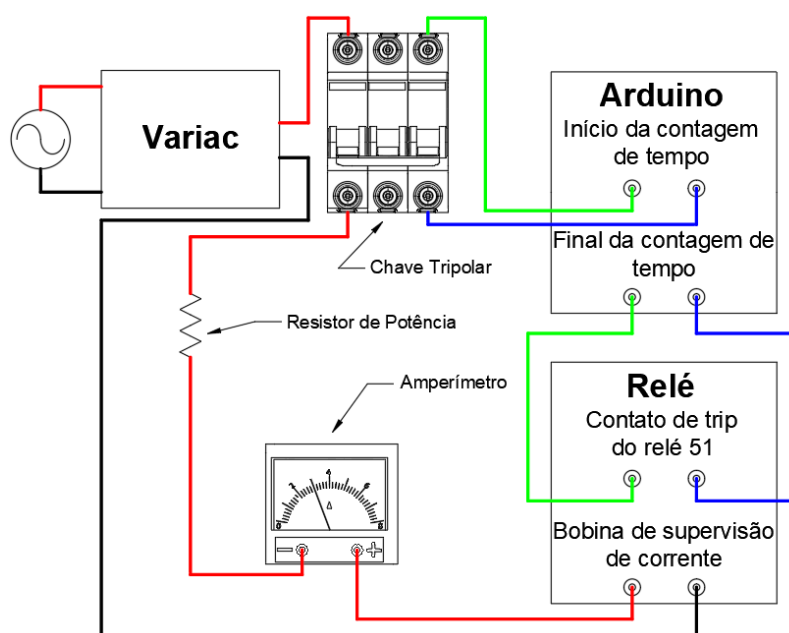 Variac
Arduino
Início da contagem
de tempo
Final da contagem de
tempo
Chave Tripolar
Resistor de Potência
Amperímetro
Relé
Contato de trip
do relé 51
Bobina de supervisão
de corrente